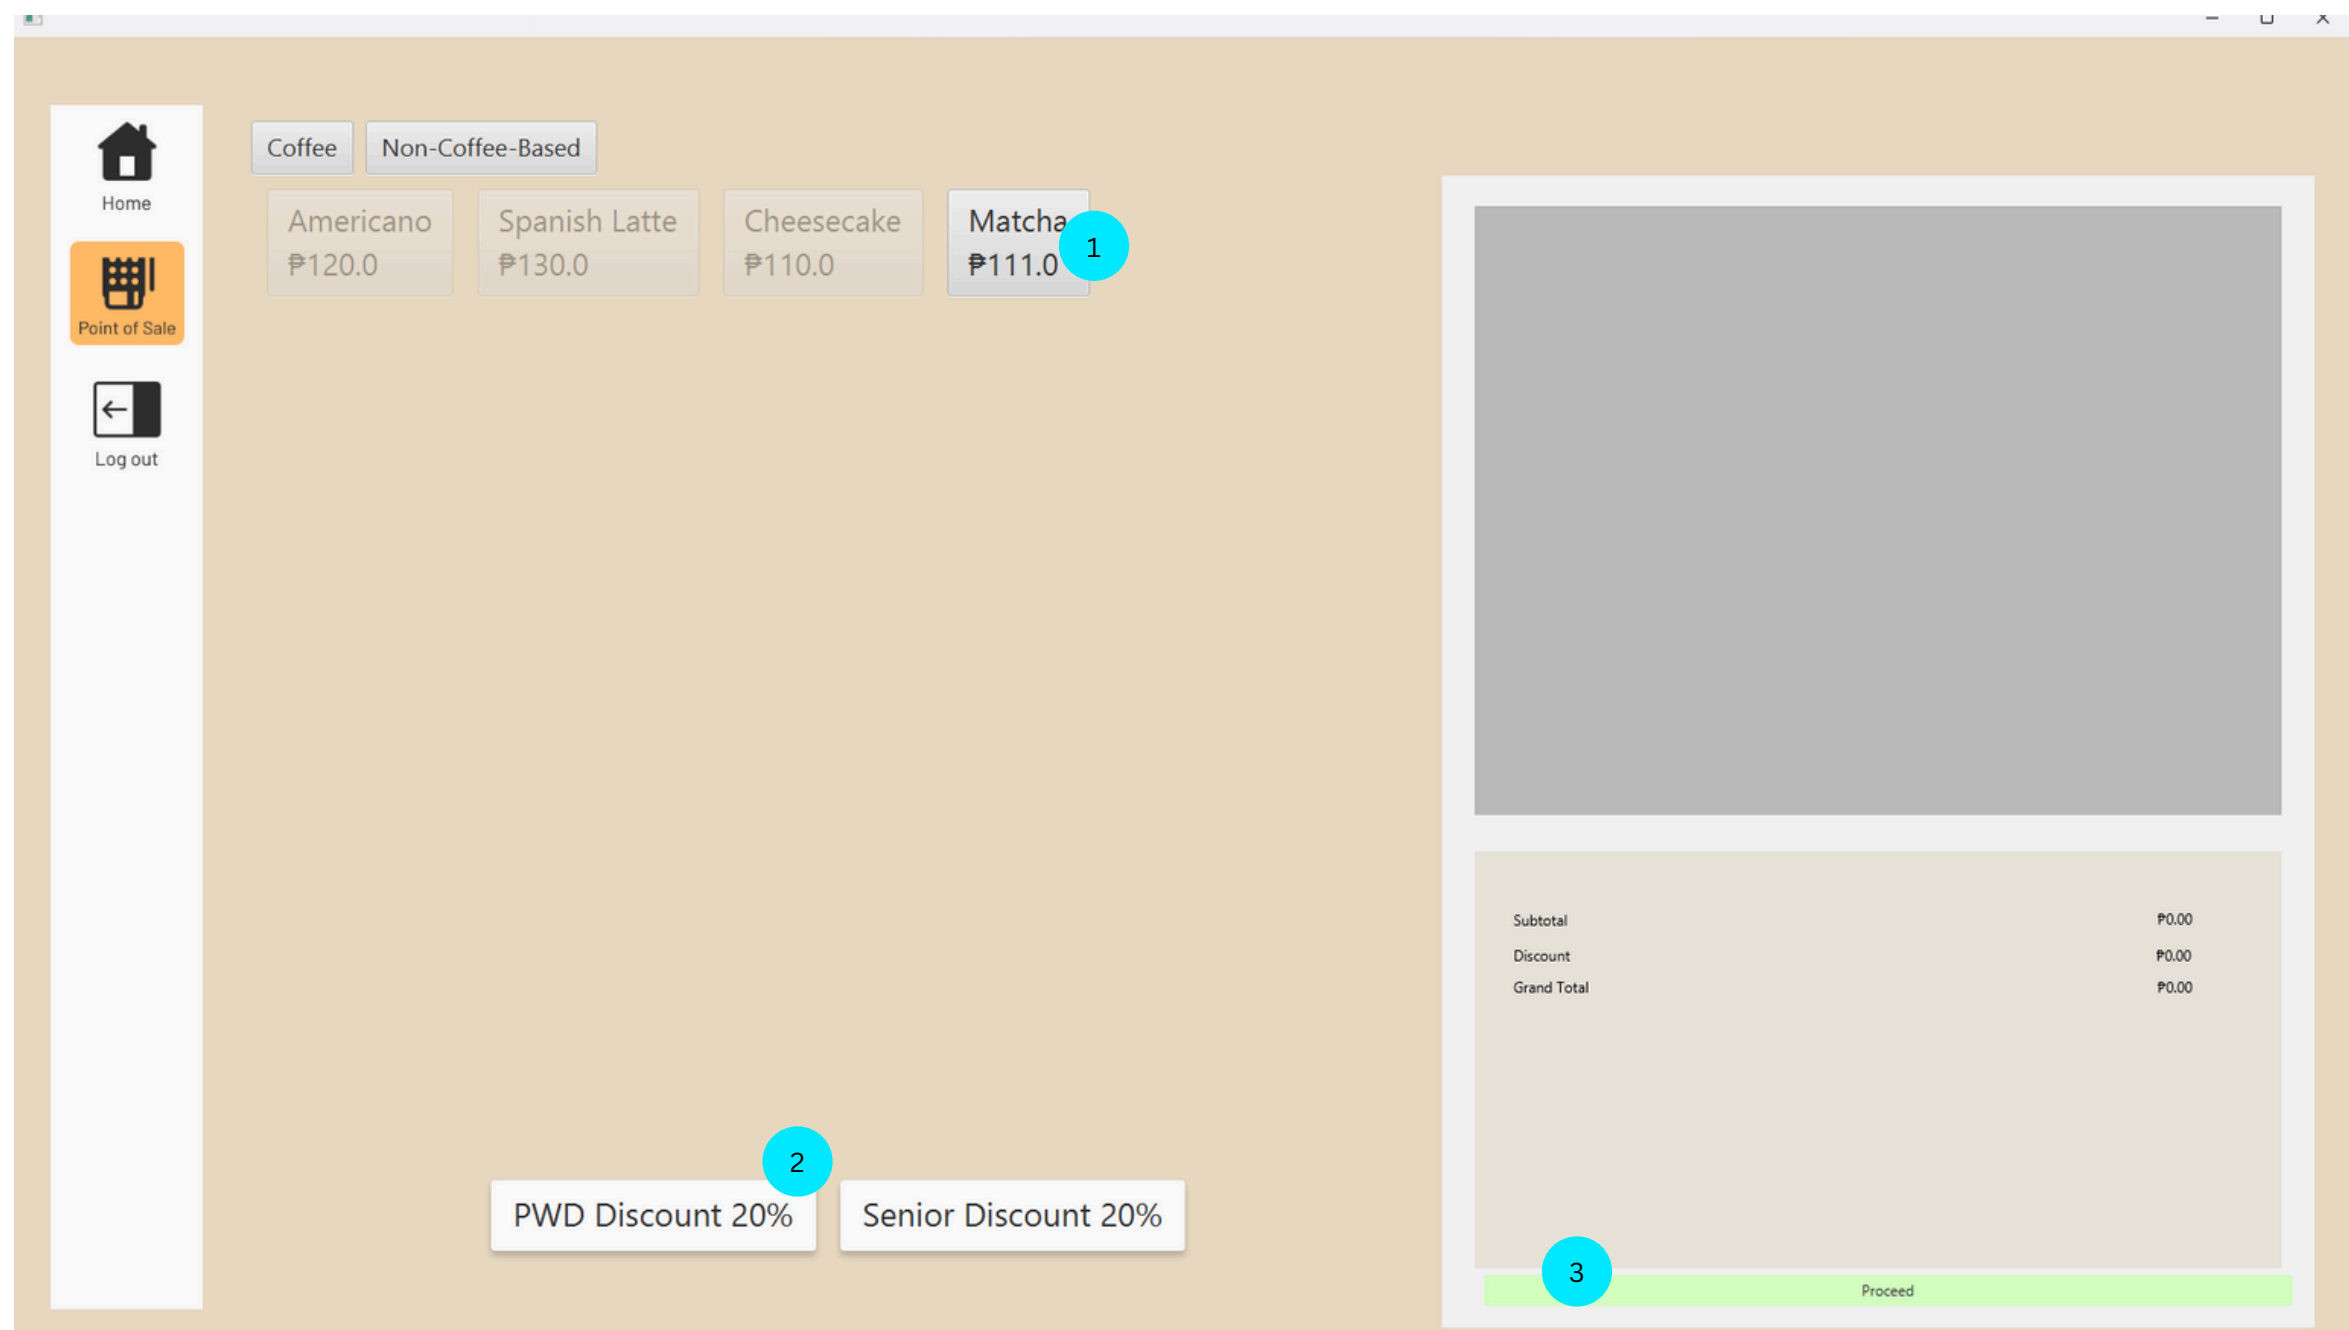 Home
Point of Sale
Log out
Coffee
Non-Coffee-Based
Americano
₱120.0
Spanish Latte
₱130.0
Cheesecake
₱110.0
Matcha
₱111.0
1
2
PWD Discount 20%
Senior Discount 20%
Subtotal
₱0.00
Discount
₱0.00
Grand Total
₱0.00
3
Proceed